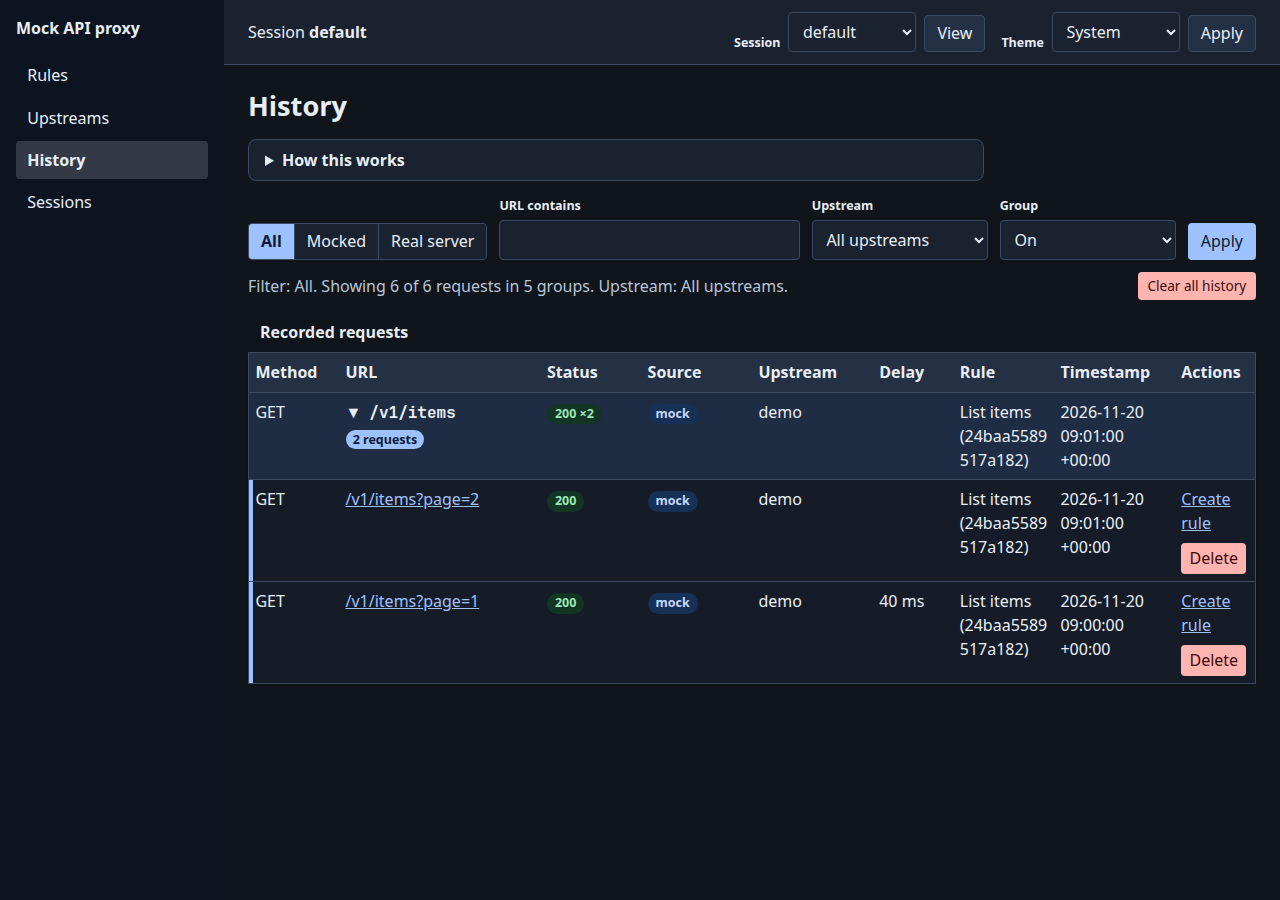 Mock API proxy
Rules
Upstreams
History
Sessions
Session default
Session
default
View
Theme
System
Apply
History
▶ How this works
All
Mocked
Real server
URL contains
Upstream
All upstreams
Group
On
Apply
Filter: All. Showing 6 of 6 requests in 5 groups. Upstream: All upstreams.
Clear all history
Recorded requests
Method URL Status Source Upstream Delay Rule Timestamp Actions
GET ▼ /v1/items 200 ×2 mock demo List items 2026-11-20
2 requests (24baa5589 09:01:00
517a182) +00:00
GET /v1/items?page=2 200 mock demo List items 2026-11-20 Create
(24baa5589 09:01:00 rule
517a182) +00:00 Delete
GET /v1/items?page=1 200 mock demo 40 ms List items 2026-11-20 Create
(24baa5589 09:00:00 rule
517a182) +00:00 Delete